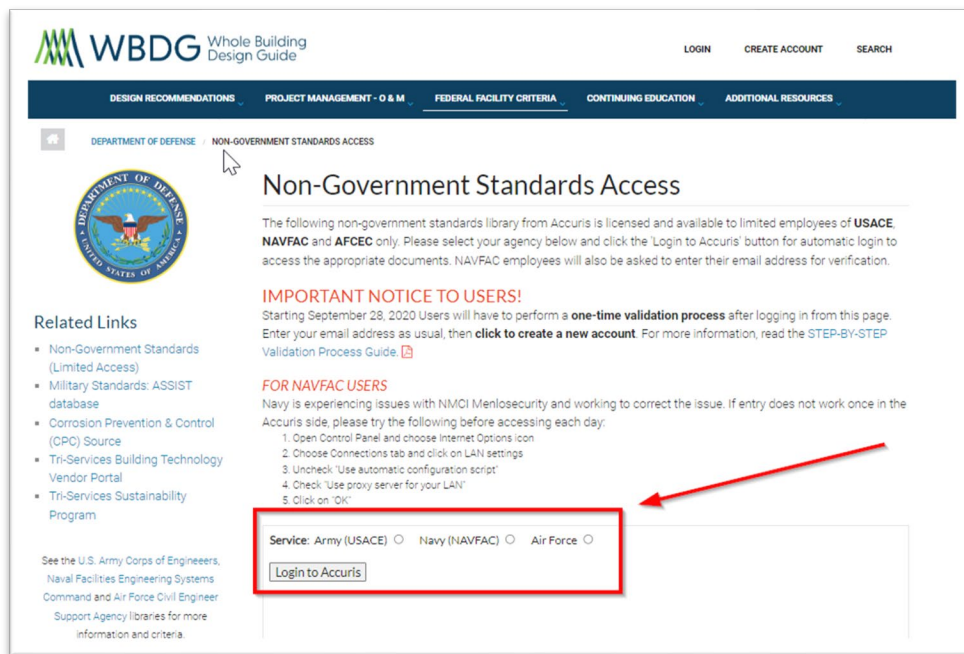 WBDG Whole Building
Design Guide
LOGIN CREATE ACCOUNT SEARCH
DESIGN RECOMMENDATIONS PROJECT MANAGEMENT - O & M FEDERAL FACILITY CRITERIA CONTINUING EDUCATION ADDITIONAL RESOURCES
DEPARTMENT OF DEFENSE / NON-GOVERNMENT STANDARDS ACCESS
DEPARTMENT OF DEFENSE
UNITED STATES OF AMERICA
Related Links
Non-Government Standards
(Limited Access)
Military Standards: ASSIST
database
Corrosion Prevention & Control
(CPC) Source
Tri-Services Building Technology
Vendor Portal
Tri-Services Sustainability
Program
See the U.S. Army Corps of Engineeers,
Naval Facilities Engineering Systems
Command and Air Force Civil Engineer
Support Agency libraries for more
information and criteria.
Non-Government Standards Access
The following non-government standards library from Accuris is licensed and available to limited employees of USACE,
NAVFAC and AFCEC only. Please select your agency below and click the 'Login to Accuris' button for automatic login to
access the appropriate documents. NAVFAC employees will also be asked to enter their email address for verification.
IMPORTANT NOTICE TO USERS!
Starting September 28, 2020 Users will have to perform a one-time validation process after logging in from this page.
Enter your email address as usual, then click to create a new account. For more information, read the STEP-BY-STEP
Validation Process Guide.
FOR NAVFAC USERS
Navy is experiencing issues with NMCI Menlosecurity and working to correct the issue. If entry does not work once in the
Accuris side, please try the following before accessing each day:
1. Open Control Panel and choose Internet Options icon
2. Choose Connections tab and click on LAN settings
3. Uncheck "Use automatic configuration script"
4. Check "Use proxy server for your LAN"
5. Click on "OK"
Service: Army (USACE) Navy (NAVFAC) Air Force
Login to Accuris